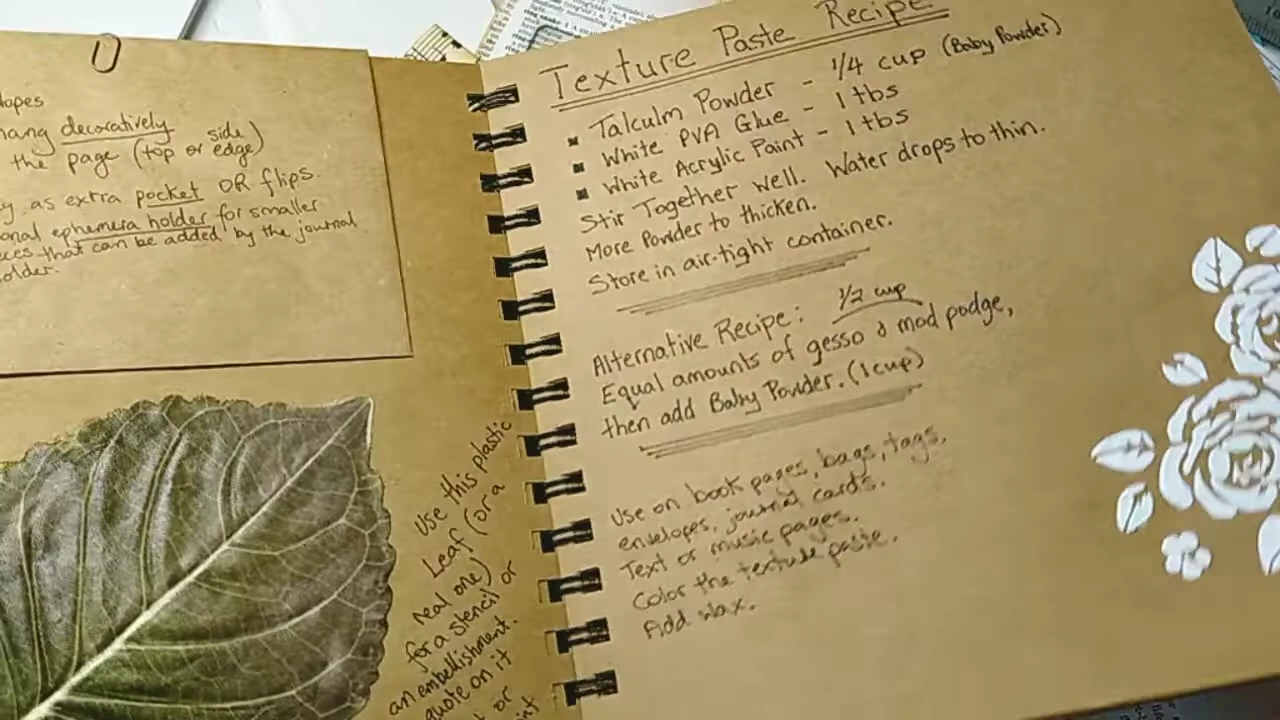 hang decoratively
the page (top or side edge)
as extra pocket OR flips.
ephemera holder for smaller
that can be added by the journal
Use this plastic
Leaf (or a
real one)
for a stencil or
an embellishment.
quote on it
or
Texture Paste Recipe
Talculm Powder - 1/4 cup (Baby Powder)
White PVA Glue - 1 tbs
White Acrylic Paint - 1 tbs
Stir Together well. Water drops to thin.
More Powder to thicken.
Store in air-tight container.
Alternative Recipe: 1/2 cup
Equal amounts of gesso & mod podge,
then add Baby Powder. (1 cup)
Use on book pages, bags, tags,
envelopes, journal cards.
Text or music pages.
Color the texture paste.
Add wax.